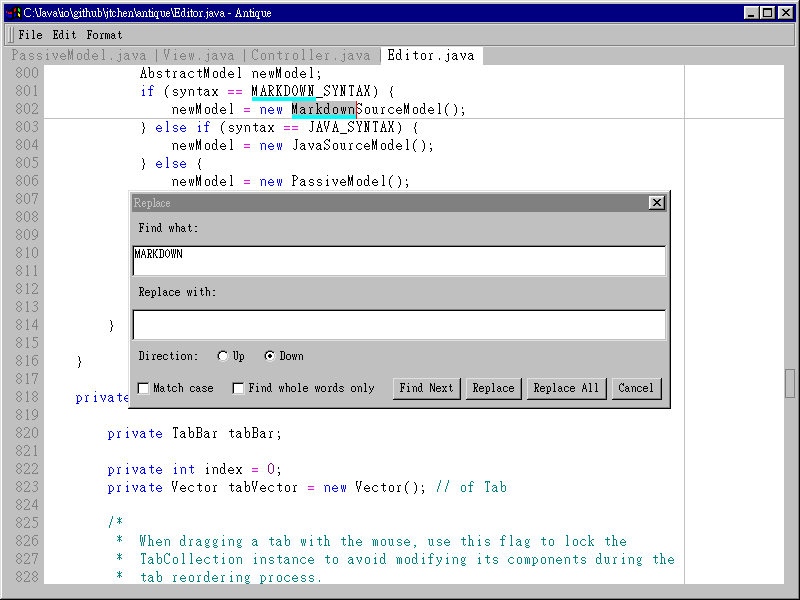 C:\Java\io\github\jtchen\antique\Editor.java - Antique
File Edit Format
PassiveModel.java | View.java | Controller.java | Editor.java
800 AbstractModel newModel;
801 if (syntax == MARKDOWN_SYNTAX) {
802 newModel = new MarkdownSourceModel();
803 } else if (syntax == JAVA_SYNTAX) {
804 newModel = new JavaSourceModel();
805 } else {
806 newModel = new PassiveModel();
807
Replace
808
Find what:
809
810
MARKDOWN
811
812
Replace with:
813
814 }
815
Direction: Up Down
816 }
817
Match case Find whole words only Find Next Replace Replace All Cancel
818 private
819
820 private TabBar tabBar;
821
822 private int index = 0;
823 private Vector tabVector = new Vector(); // of Tab
824
825 /*
826 * When dragging a tab with the mouse, use this flag to lock the
827 * TabCollection instance to avoid modifying its components during the
828 * tab reordering process.